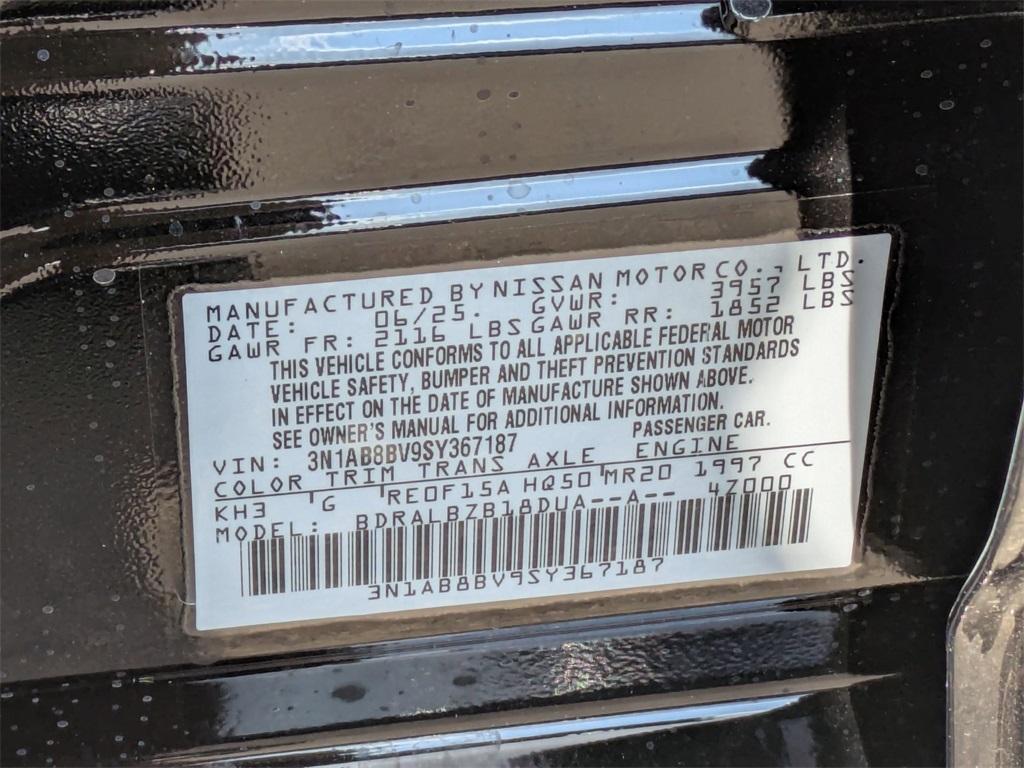 MANUFACTURED BY NISSAN MOTOR CO., LTD.
DATE: 06/25. GVWR: 3957 LBS
GAWR FR: 2116 LBS GAWR RR: 1852 LBS
THIS VEHICLE CONFORMS TO ALL APPLICABLE FEDERAL MOTOR
VEHICLE SAFETY, BUMPER AND THEFT PREVENTION STANDARDS
IN EFFECT ON THE DATE OF MANUFACTURE SHOWN ABOVE.
SEE OWNER'S MANUAL FOR ADDITIONAL INFORMATION.
VIN: 3N1AB8BV9SY367187 PASSENGER CAR.
COLOR TRIM TRANS AXLE ENGINE
KH3 G RE0F15A HQ50 MR20 1997 CC
MODEL: BDRALBZB18DUA--A-- 4Z000
3N1AB8BV9SY367187